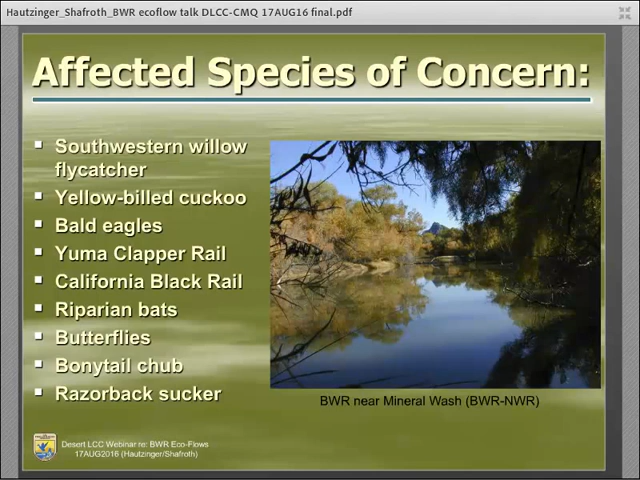 Hautzinger_Shafroth_BWR ecoflow talk DLCC-CMQ 17AUG16 final.pdf
Affected Species of Concern:
Southwestern willow
flycatcher
Yellow-billed cuckoo
Bald eagles
Yuma Clapper Rail
California Black Rail
Riparian bats
Butterflies
Bonytail chub
Razorback sucker
BWR near Mineral Wash (BWR-NWR)
Desert LCC Webinar re: BWR Eco-Flows
17AUG2016 (Hautzinger/Shafroth)